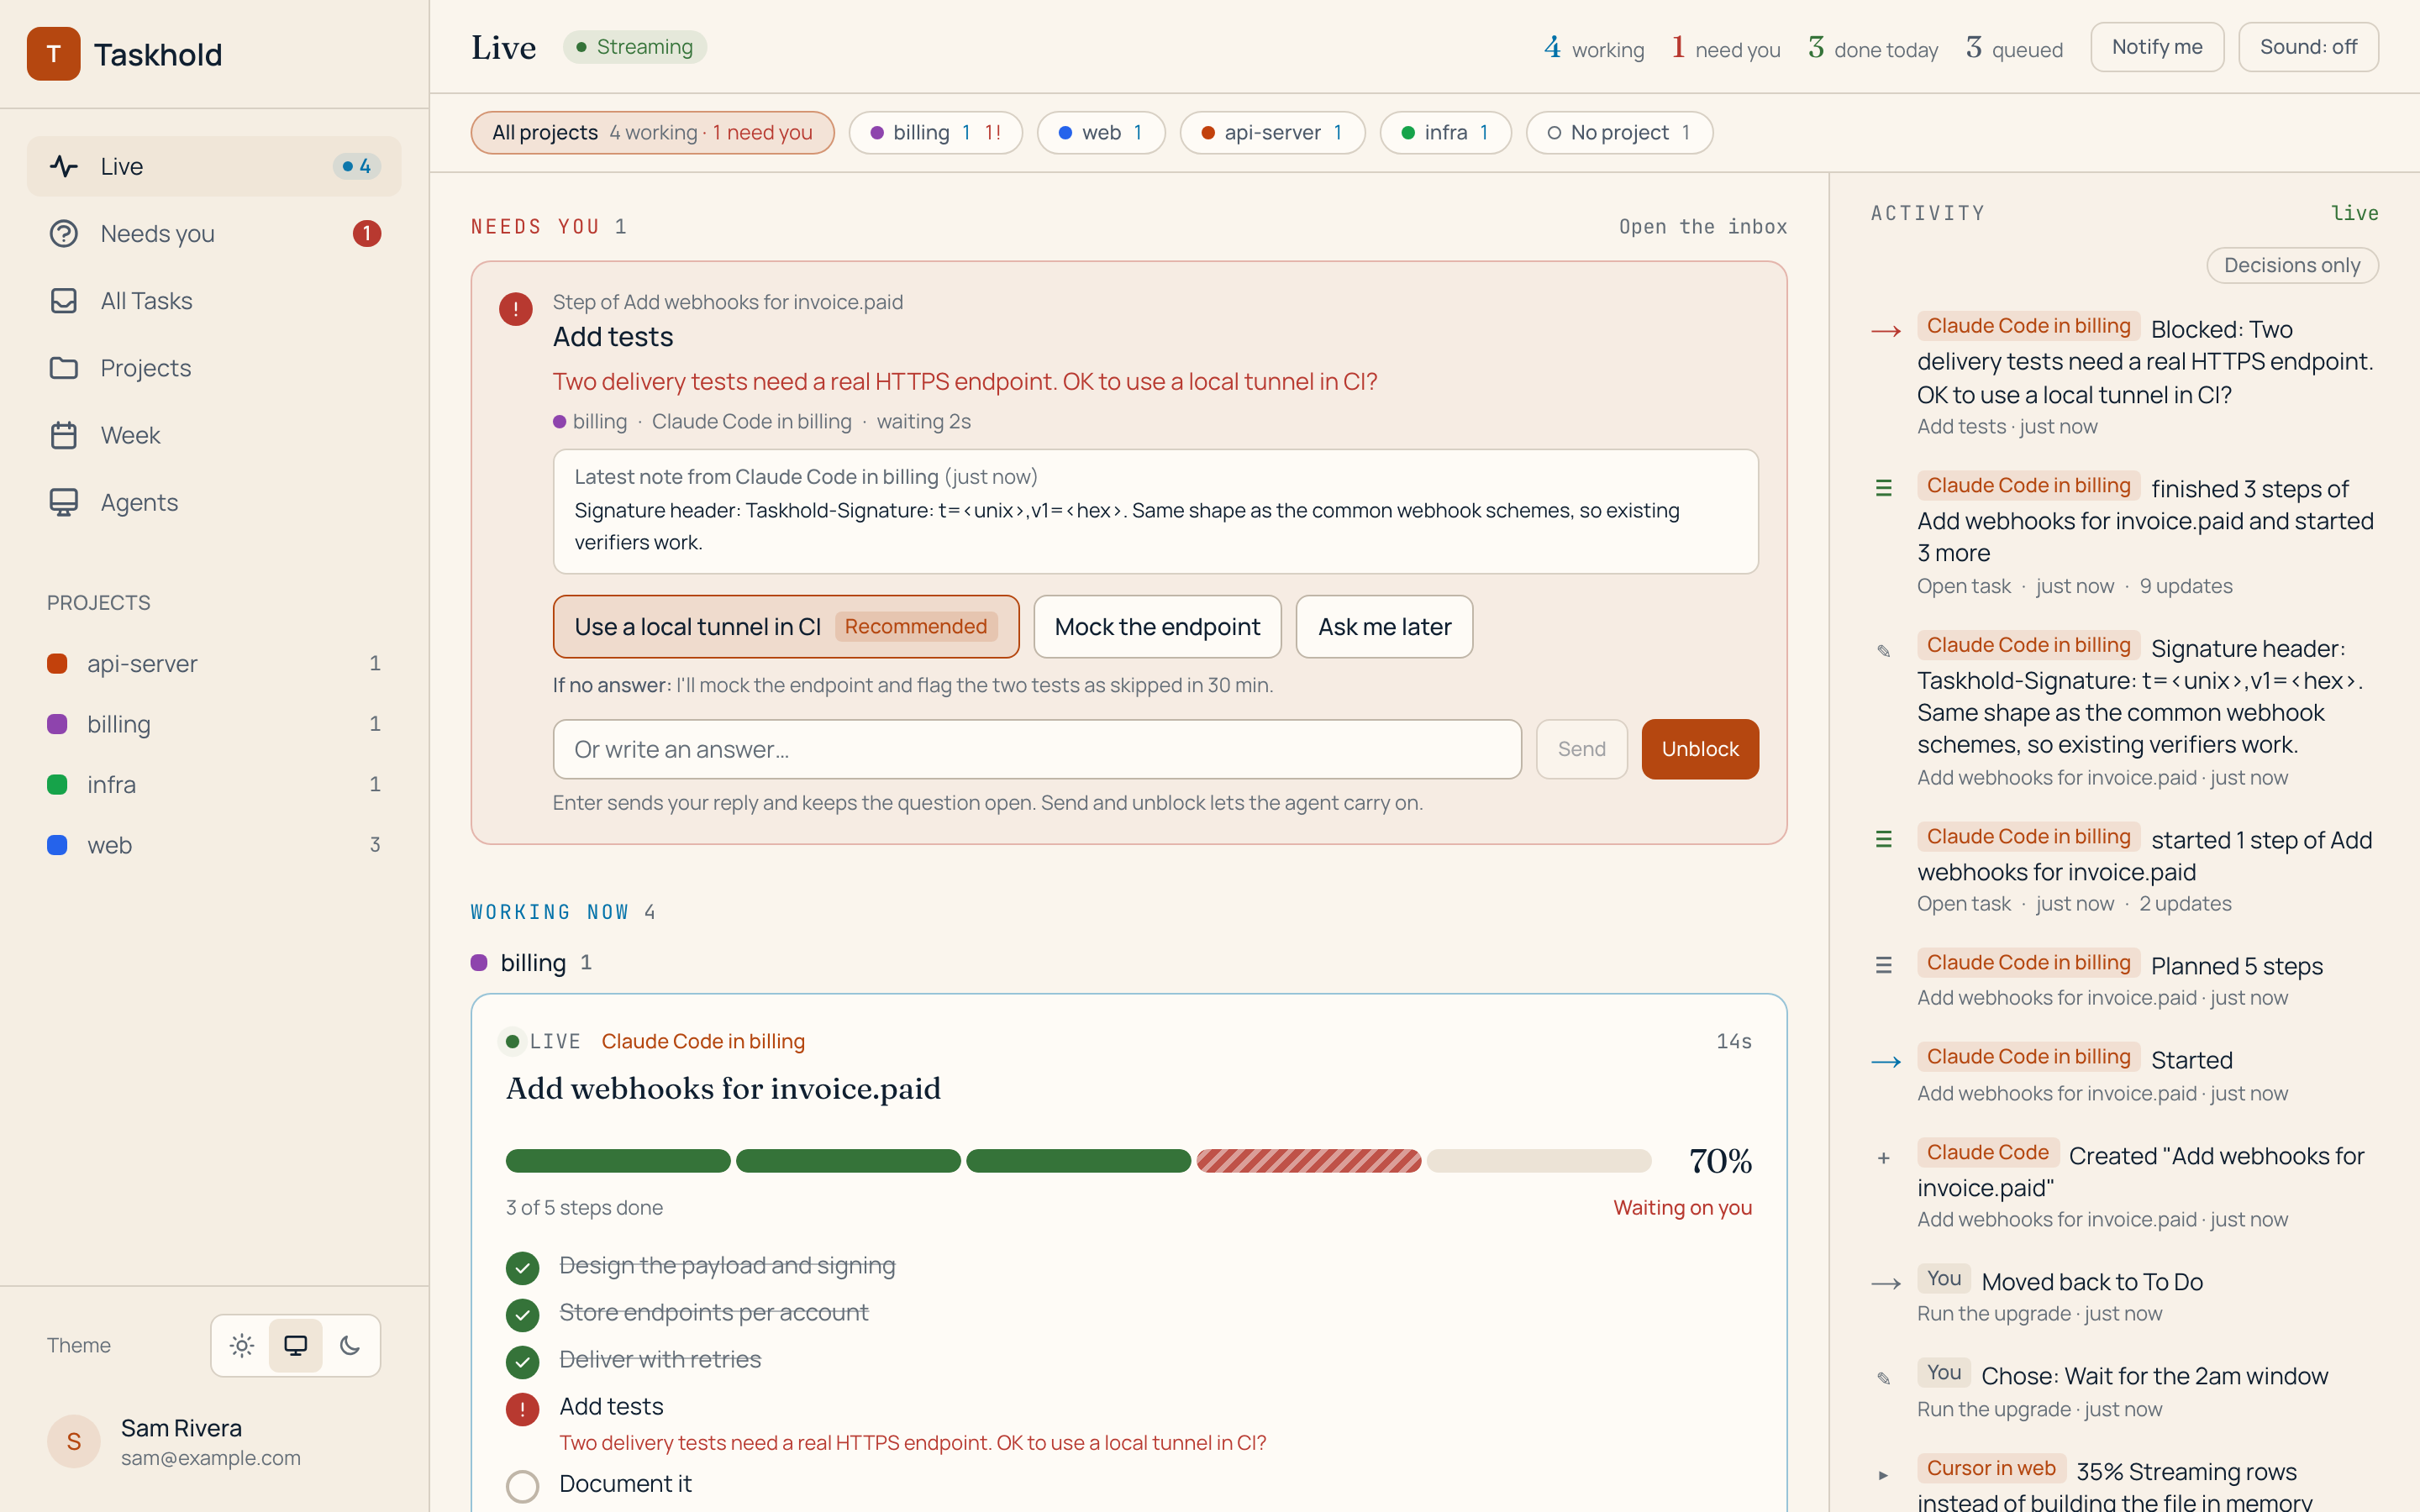 T Taskhold
Live 4
Needs you 1
All Tasks
Projects
Week
Agents
PROJECTS
api-server 1
billing 1
infra 1
web 3
Theme
S
Sam Rivera
sam@example.com
Live Streaming
4 working 1 need you 3 done today 3 queued Notify me Sound: off
All projects 4 working · 1 need you billing 1 1! web 1 api-server 1 infra 1 No project 1
NEEDS YOU 1 Open the inbox
Step of Add webhooks for invoice.paid
Add tests
Two delivery tests need a real HTTPS endpoint. OK to use a local tunnel in CI?
billing · Claude Code in billing · waiting 2s
Latest note from Claude Code in billing (just now)
Signature header: Taskhold-Signature: t=<unix>,v1=<hex>. Same shape as the common webhook schemes, so existing
verifiers work.
Use a local tunnel in CI Recommended Mock the endpoint Ask me later
If no answer: I'll mock the endpoint and flag the two tests as skipped in 30 min.
Or write an answer... Send Unblock
Enter sends your reply and keeps the question open. Send and unblock lets the agent carry on.
WORKING NOW 4
billing 1
LIVE Claude Code in billing 14s
Add webhooks for invoice.paid
70%
3 of 5 steps done Waiting on you
Design the payload and signing
Store endpoints per account
Deliver with retries
! Add tests
Two delivery tests need a real HTTPS endpoint. OK to use a local tunnel in CI?
Document it
ACTIVITY live
Decisions only
→ Claude Code in billing Blocked: Two
delivery tests need a real HTTPS endpoint.
OK to use a local tunnel in CI?
Add tests · just now
Claude Code in billing finished 3 steps of
Add webhooks for invoice.paid and started
3 more
Open task · just now · 9 updates
Claude Code in billing Signature header:
Taskhold-Signature: t=<unix>,v1=<hex>.
Same shape as the common webhook
schemes, so existing verifiers work.
Add webhooks for invoice.paid · just now
Claude Code in billing started 1 step of Add
webhooks for invoice.paid
Open task · just now · 2 updates
Claude Code in billing Planned 5 steps
Add webhooks for invoice.paid · just now
→ Claude Code in billing Started
Add webhooks for invoice.paid · just now
+ Claude Code Created "Add webhooks for
invoice.paid"
Add webhooks for invoice.paid · just now
→ You Moved back to To Do
Run the upgrade · just now
You Chose: Wait for the 2am window
Run the upgrade · just now
Cursor in web 35% Streaming rows
instead of building the file in memory